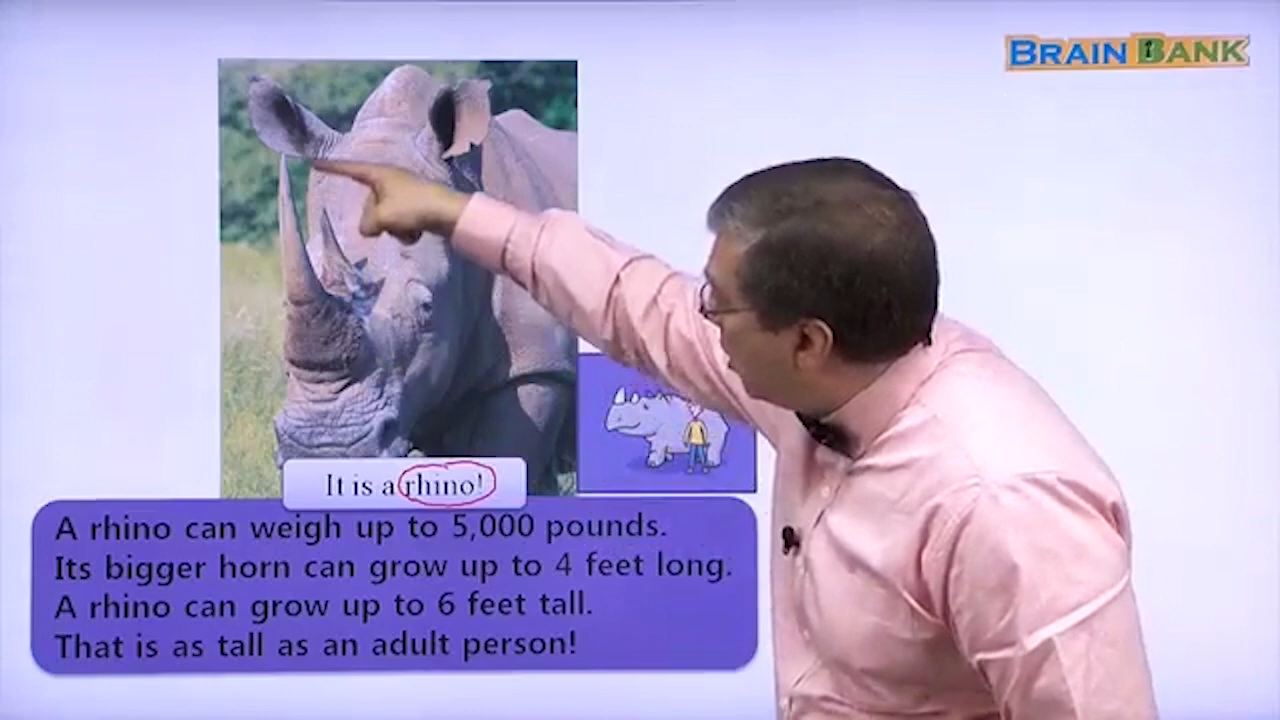 BRAIN BANK
It is a rhino!
A rhino can weigh up to 5,000 pounds.
Its bigger horn can grow up to 4 feet long.
A rhino can grow up to 6 feet tall.
That is as tall as an adult person!